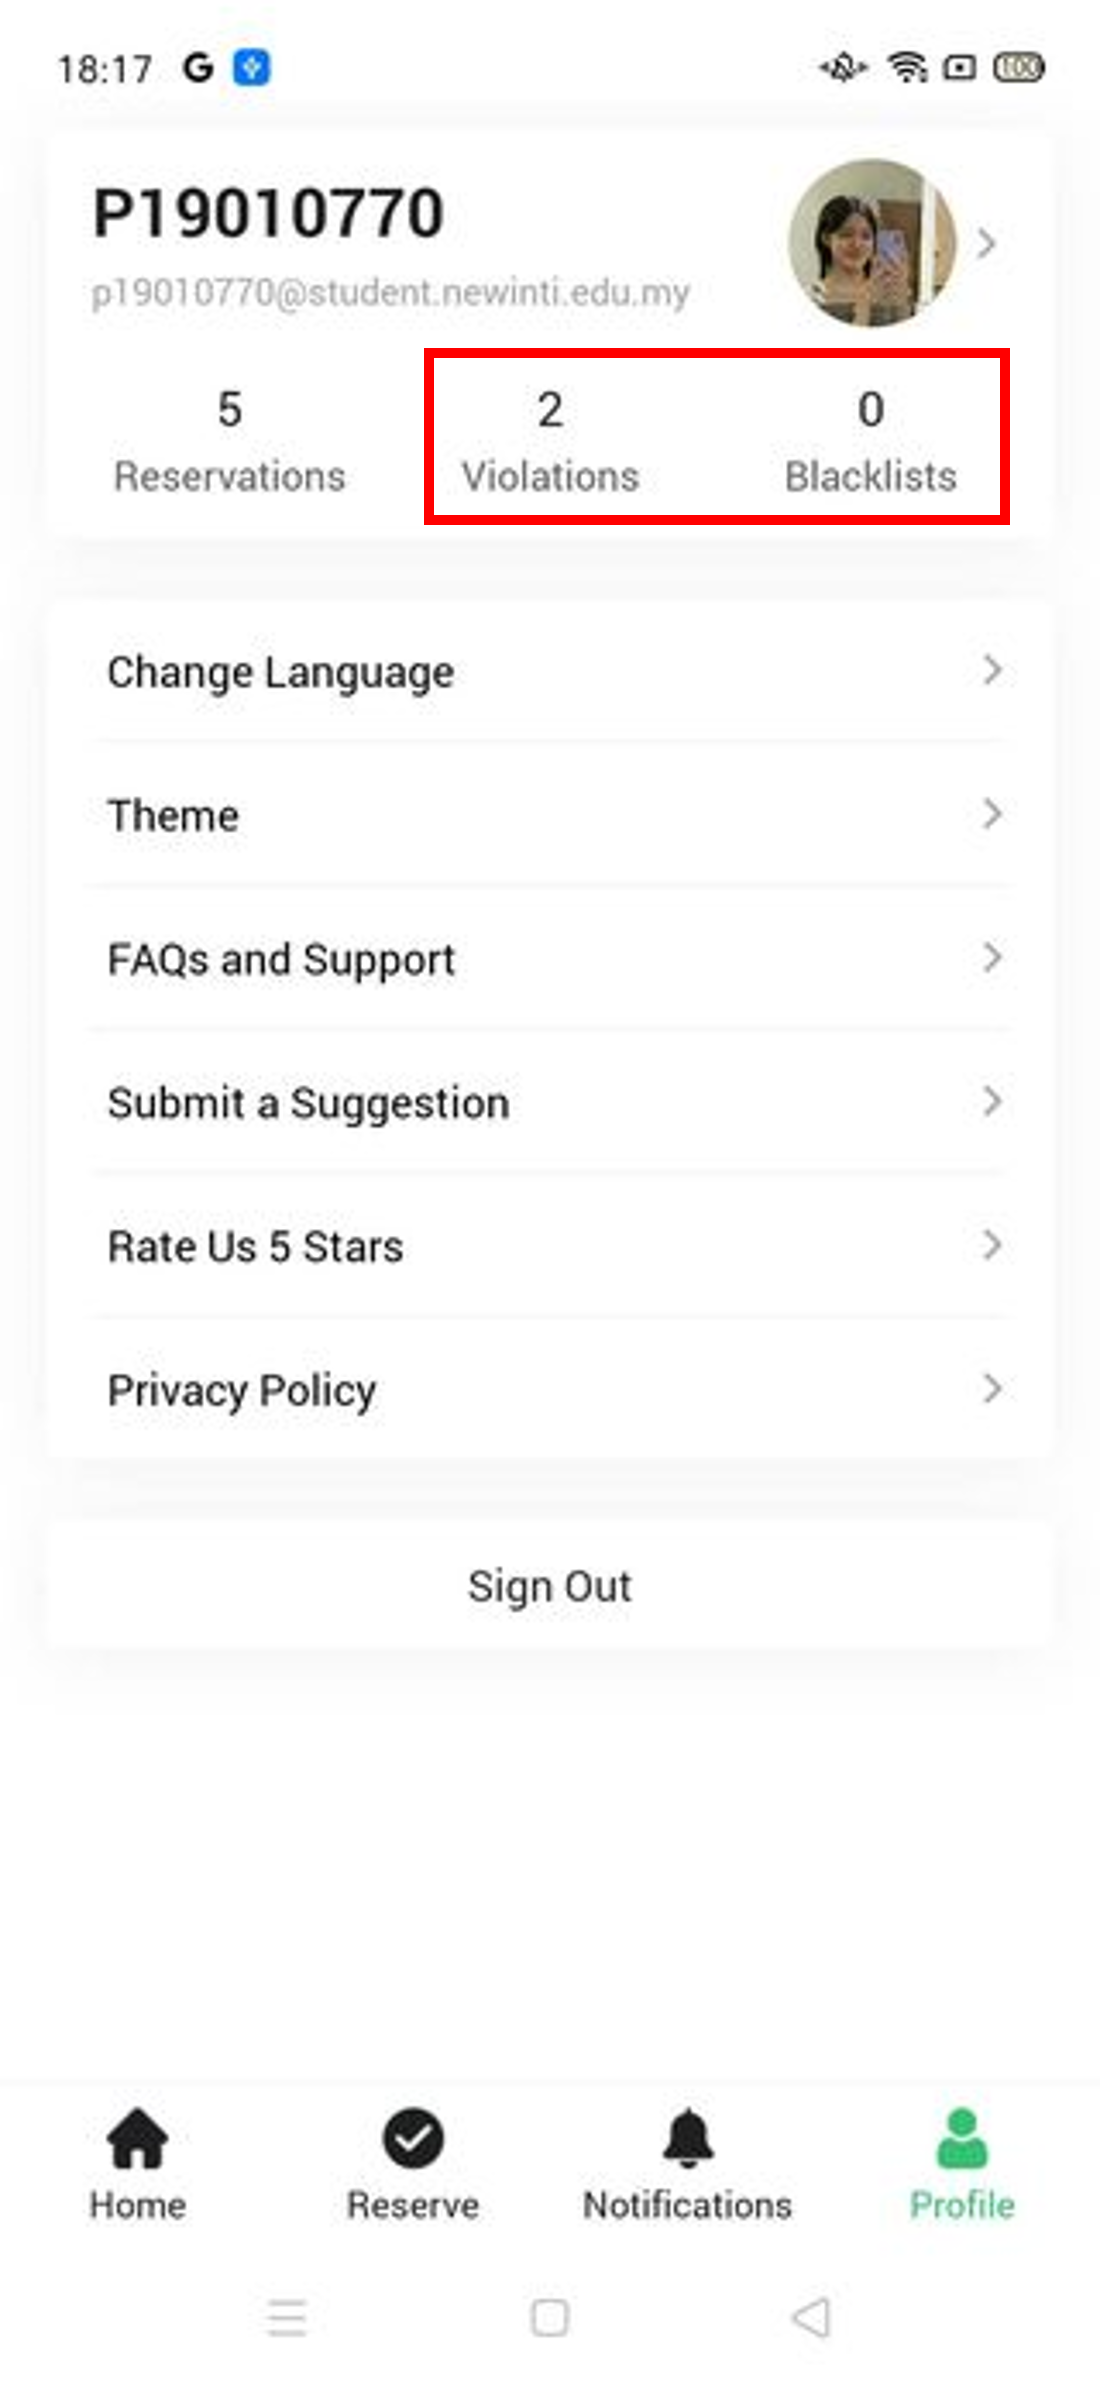 18:17 G 100
P19010770
p19010770@student.newinti.edu.my
5 2 0
Reservations Violations Blacklists
Change Language
Theme
FAQs and Support
Submit a Suggestion
Rate Us 5 Stars
Privacy Policy
Sign Out
Home Reserve Notifications Profile